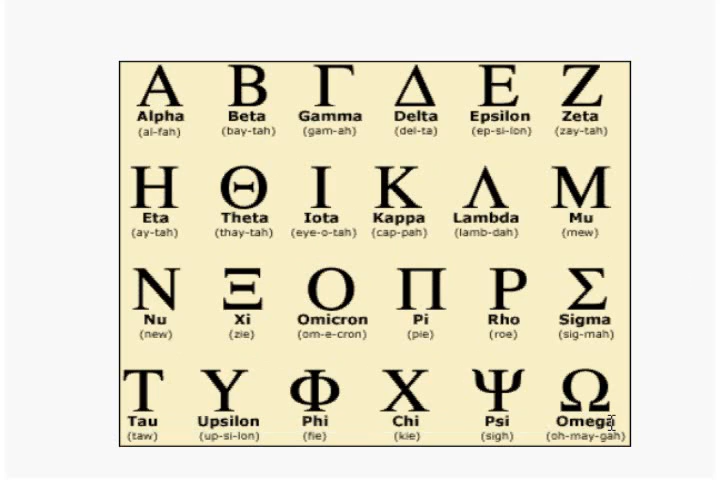 Α Β Γ Δ Ε Ζ
Alpha Beta Gamma Delta Epsilon Zeta
(al-fah) (bay-tah) (gam-ah) (del-ta) (ep-si-lon) (zay-tah)
Η Θ Ι Κ Λ Μ
Eta Theta Iota Kappa Lambda Mu
(ay-tah) (thay-tah) (eye-o-tah) (cap-pah) (lamb-dah) (mew)
Ν Ξ Ο Π Ρ Σ
Nu Xi Omicron Pi Rho Sigma
(new) (zie) (om-e-cron) (pie) (roe) (sig-mah)
Τ Υ Φ Χ Ψ Ω
Tau Upsilon Phi Chi Psi Omega
(taw) (up-si-lon) (fie) (kie) (sigh) (oh-may-gah)